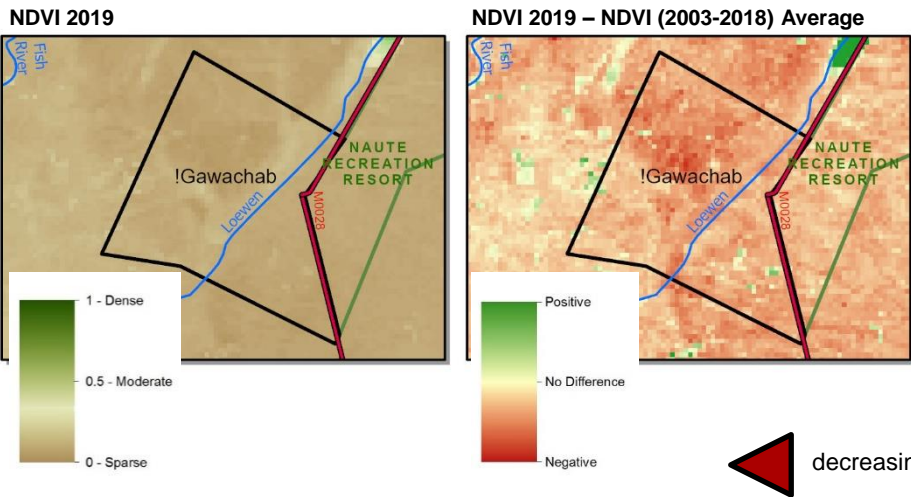 NDVI 2019
NDVI 2019 – NDVI (2003-2018) Average
Fish
River
NAUTE
RECREATION
RESORT
!Gawachab
Loewen
M0028
1 - Dense
0.5 - Moderate
0 - Sparse
Fish
River
NAUTE
RECREATION
RESORT
!Gawachab
Loewen
M0028
Positive
No Difference
Negative
decreasin